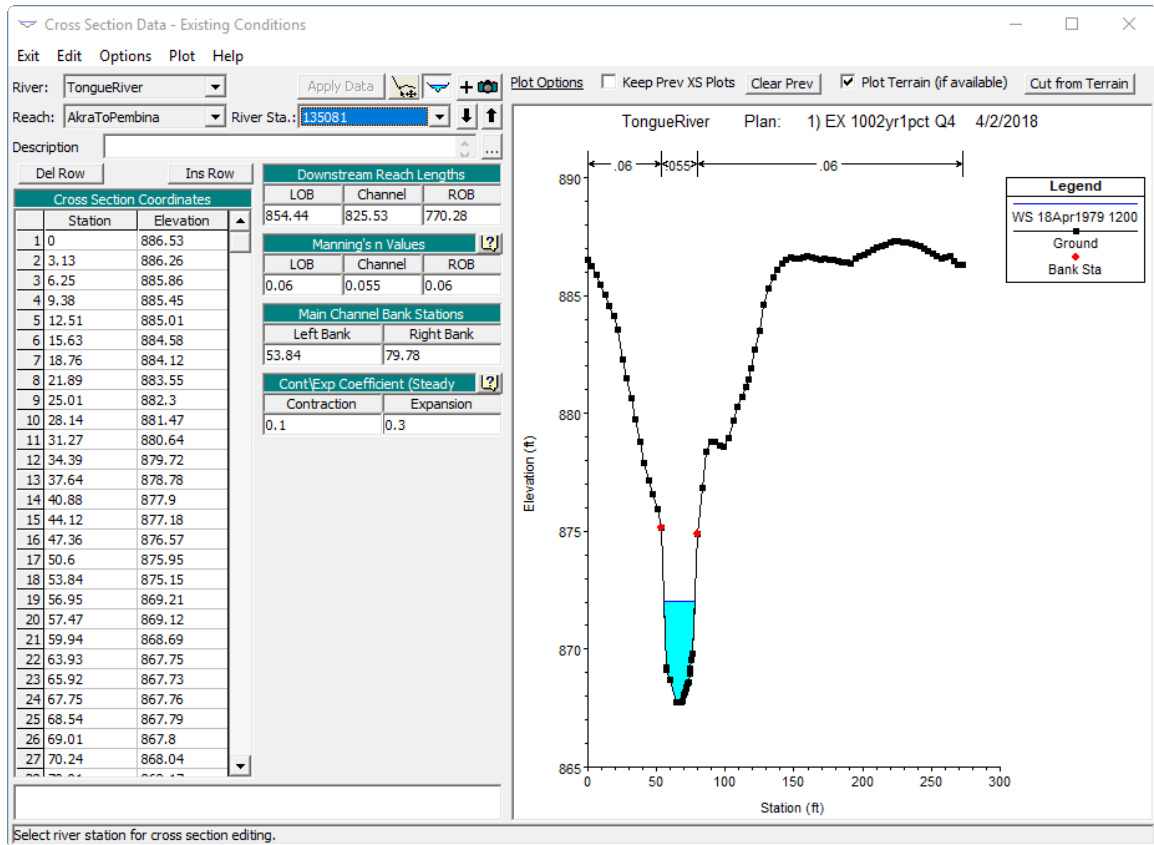 Cross Section Data - Existing Conditions
Exit Edit Options Plot Help
River: TongueRiver Apply Data
Reach: AkraToPembina River Sta.: 135081
Description ...
Del Row Ins Row
Cross Section Coordinates
Station Elevation
1 0 886.53
2 3.13 886.26
3 6.25 885.86
4 9.38 885.45
5 12.51 885.01
6 15.63 884.58
7 18.76 884.12
8 21.89 883.55
9 25.01 882.3
10 28.14 881.47
11 31.27 880.64
12 34.39 879.72
13 37.64 878.78
14 40.88 877.9
15 44.12 877.18
16 47.36 876.57
17 50.6 875.95
18 53.84 875.15
19 56.95 869.21
20 57.47 869.12
21 59.94 868.69
22 63.93 867.75
23 65.92 867.73
24 67.75 867.76
25 68.54 867.79
26 69.01 867.8
27 70.24 868.04
Downstream Reach Lengths
LOB Channel ROB
854.44 825.53 770.28
Manning's n Values
LOB Channel ROB
0.06 0.055 0.06
Main Channel Bank Stations
Left Bank Right Bank
53.84 79.78
Cont\Exp Coefficient (Steady
Contraction Expansion
0.1 0.3
Plot Options Keep Prev XS Plots Clear Prev Plot Terrain (if available) Cut from Terrain
TongueRiver Plan: 1) EX 1002yr1pct Q4 4/2/2018
.06 .055 .06
890
885
880
875
870
865
Elevation (ft)
0 50 100 150 200 250 300
Station (ft)
Legend
WS 18Apr1979 1200
Ground
Bank Sta
Select river station for cross section editing.